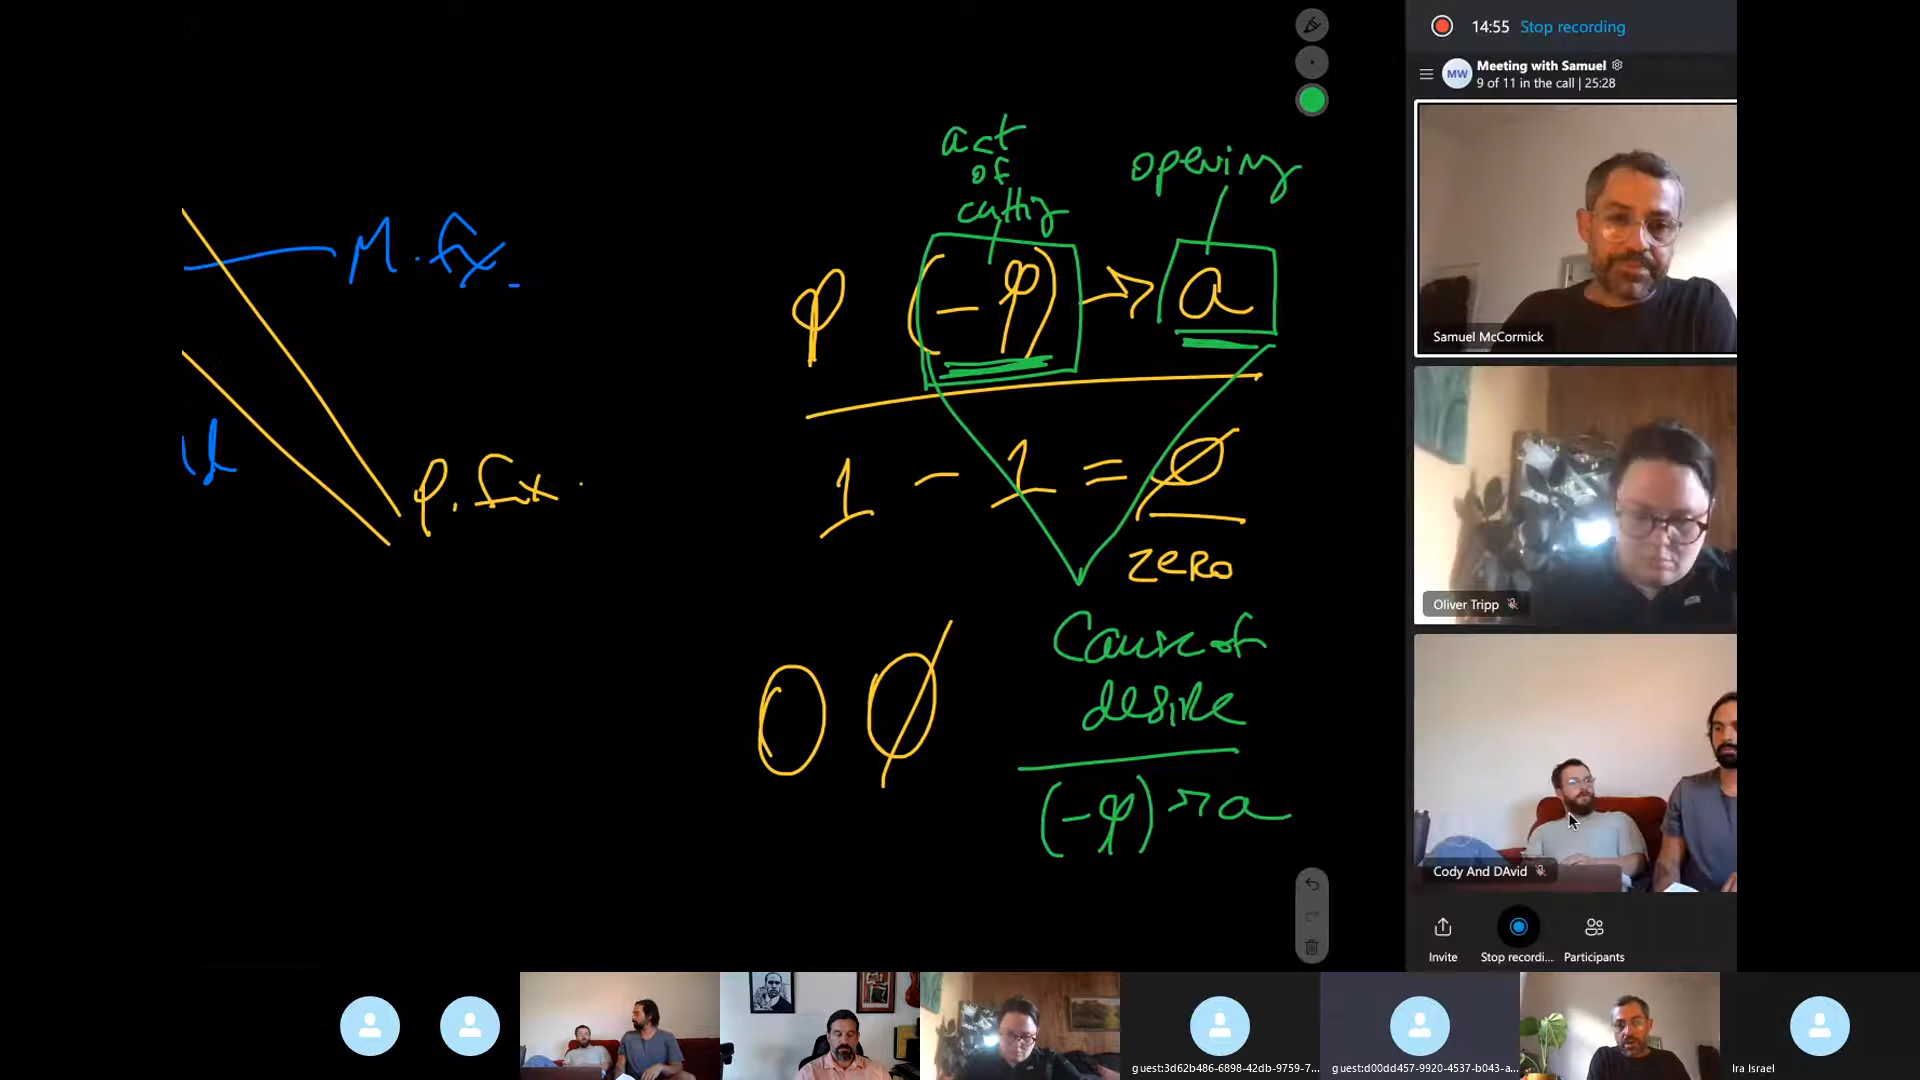 14:55 Stop recording
MW Meeting with Samuel
9 of 11 in the call | 25:28
act
of
cutting
opening
M. fx.
φ (-φ) → a
1 - 1 = Ø
zero
φ. fix.
0 Ø
Cause of
desire
(-φ) → a
Samuel McCormick
Oliver Tripp
Cody And DAvid
Invite Stop recordi... Participants
guest:3d62b486-6898-42db-9759-7... guest:d00dd457-9920-4537-b043-a... Ira Israel